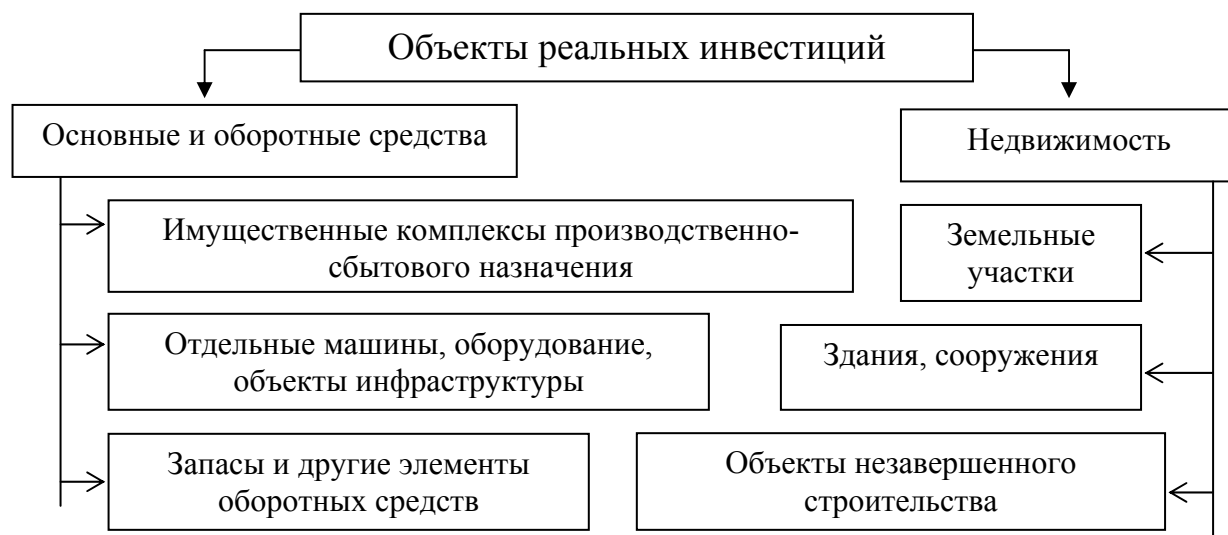 Объекты реальных инвестиций
Основные и оборотные средства
Недвижимость
Имущественные комплексы производственно-
сбытового назначения
Земельные
участки
Отдельные машины, оборудование,
объекты инфраструктуры
Здания, сооружения
Запасы и другие элементы
оборотных средств
Объекты незавершенного
строительства